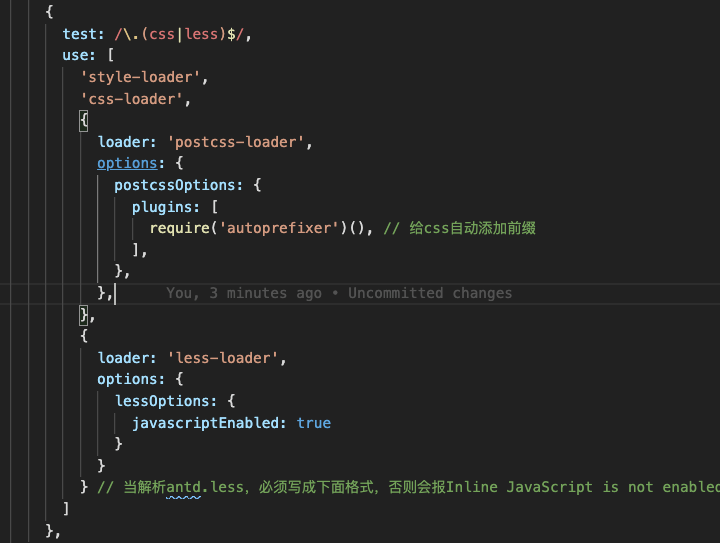 {
test: /\.(css|less)$/,
use: [
'style-loader',
'css-loader',
{
loader: 'postcss-loader',
options: {
postcssOptions: {
plugins: [
require('autoprefixer')(), // 给css自动添加前缀
],
},
}, You, 3 minutes ago • Uncommitted changes
},
{
loader: 'less-loader',
options: {
lessOptions: {
javascriptEnabled: true
}
}
} // 当解析antd.less，必须写成下面格式，否则会报Inline JavaScript is not enabled
]
},